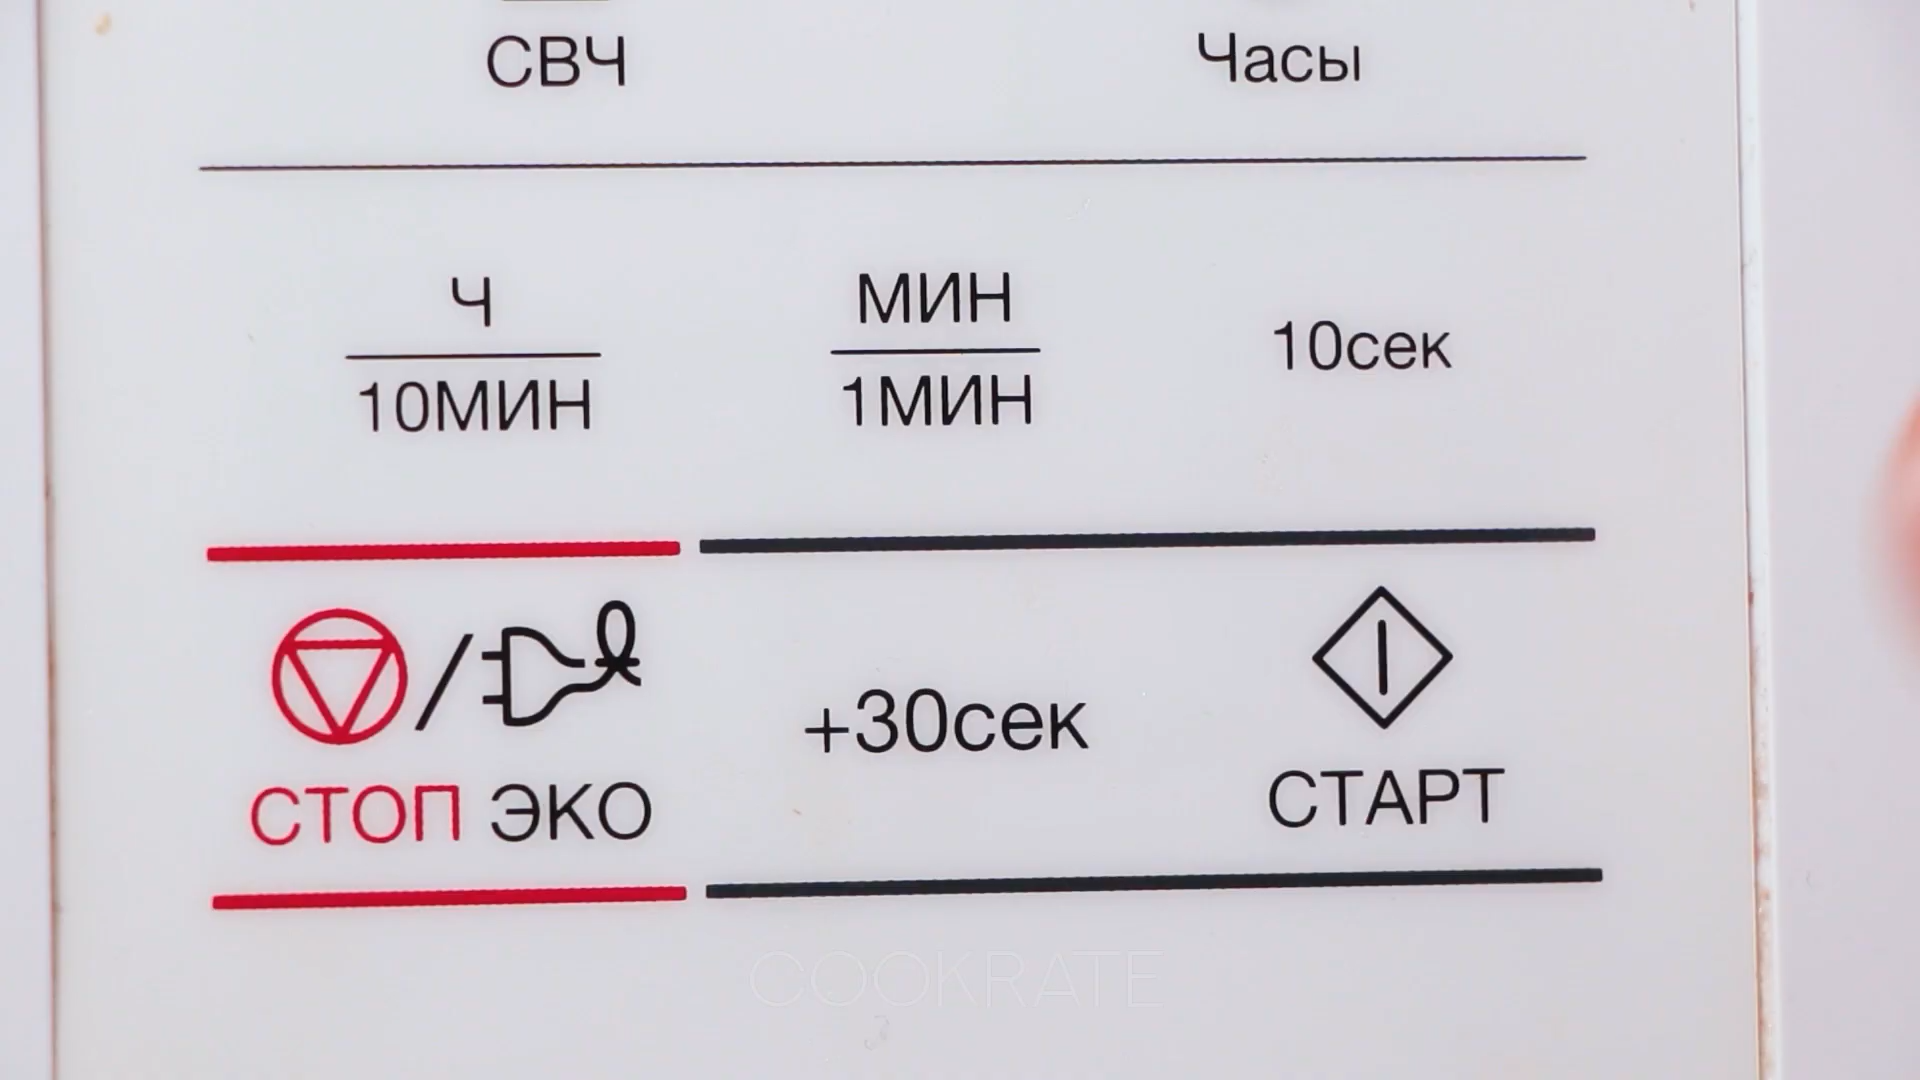 СВЧ
Часы
Ч
10МИН
МИН
1МИН
10сек
СТОП ЭКО
+30сек
СТАРТ
COOKRATE